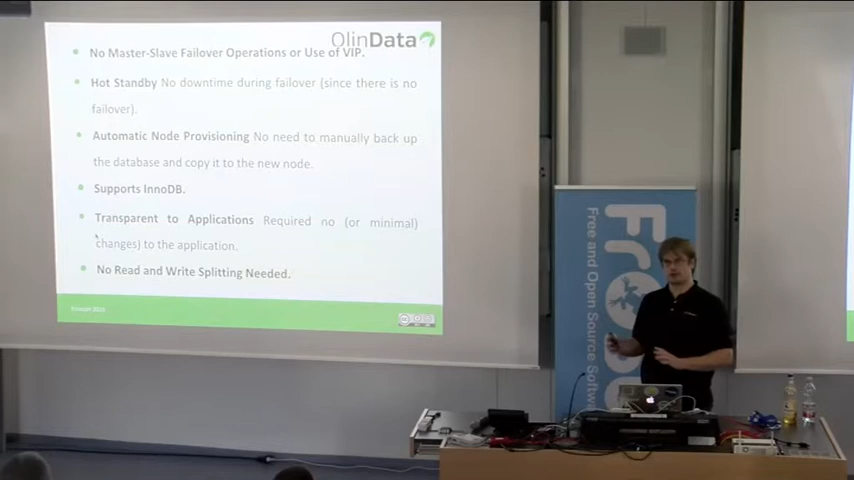 OlinData
No Master-Slave Failover Operations or Use of VIP.
Hot Standby No downtime during failover (since there is no
failover).
Automatic Node Provisioning No need to manually back up
the database and copy it to the new node.
Supports InnoDB.
Transparent to Applications Required no (or minimal)
changes) to the application.
No Read and Write Splitting Needed.
Free and Open Source Softw
Fr